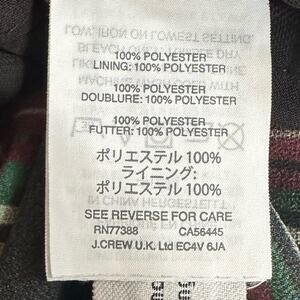 100% POLYESTER
LINING: 100% POLYESTER
100% POLYESTER
DOUBLURE: 100% POLYESTER
100% POLYESTER
FUTTER: 100% POLYESTER
ポリエステル 100%
ライニング:
ポリエステル 100%
SEE REVERSE FOR CARE
RN77388 CA56445
J.CREW U.K. Ltd EC4V 6JA